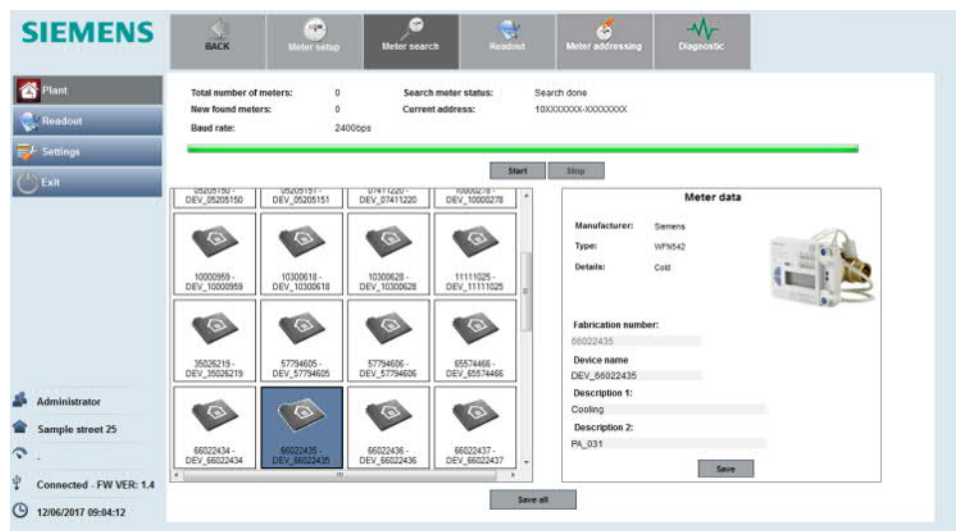 SIEMENS
BACK
Meter setup
Meter search
Readout
Meter addressing
Diagnostic
Plant
Readout
Settings
Exit
Total number of meters: 0 Search meter status: Search done
New found meters: 0 Current address: 10XXXXXX-XXXXXXXX
Baud rate: 2400bps
Start Stop
05205150 - 05205151 - 07411220 - 10000278 -
DEV_05205150 DEV_05205151 DEV_07411220 DEV_10000278
10000959 - 10300618 - 10300628 - 11111025 -
DEV_10000959 DEV_10300618 DEV_10300628 DEV_11111025
35026219 - 57794605 - 57794606 - 65574466 -
DEV_35026219 DEV_57794605 DEV_57794606 DEV_65574466
66022434 - 66022435 - 66022436 - 66022437 -
DEV_66022434 DEV_66022435 DEV_66022436 DEV_66022437
Meter data
Manufacturer: Siemens
Type: WFN542
Details: Cold
Fabrication number:
66022435
Device name
DEV_66022435
Description 1:
Cooling
Description 2:
PA_031
Save
Save all
Administrator
Sample street 25
.
Connected - FW VER: 1.4
12/06/2017 09:04:12